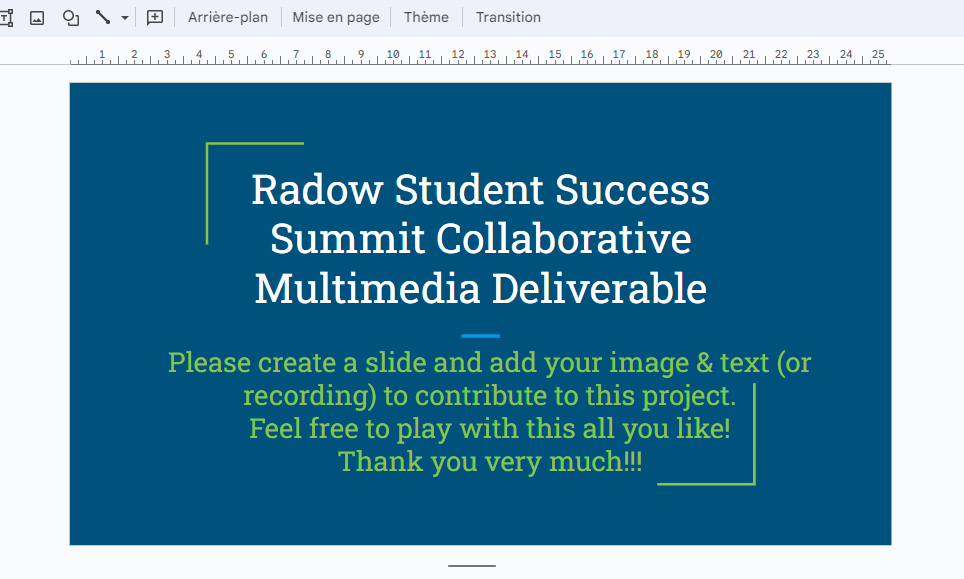 Arrière-plan Mise en page Thème Transition
1 2 3 4 5 6 7 8 9 10 11 12 13 14 15 16 17 18 19 20 21 22 23 24 25
Radow Student Success
Summit Collaborative
Multimedia Deliverable
Please create a slide and add your image & text (or
recording) to contribute to this project.
Feel free to play with this all you like!
Thank you very much!!!